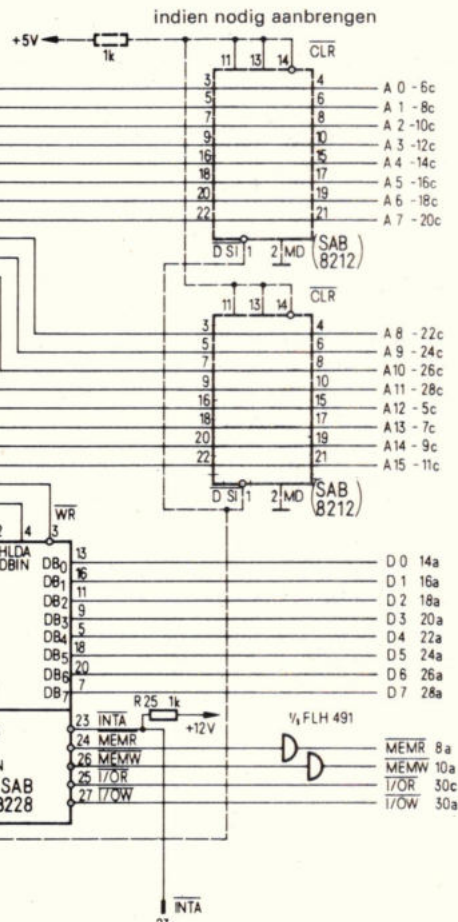 indien nodig aanbrengen
+5V
1k
11 13 14 CLR
3 4 A 0 - 6c
5 6 A 1 - 8c
7 8 A 2 - 10c
9 10 A 3 - 12c
16 15 A 4 - 14c
18 17 A 5 - 16c
20 19 A 6 - 18c
22 21 A 7 - 20c
D SI 1 2 MD (SAB 8212)
11 13 14 CLR
3 4 A 8 - 22c
5 6 A 9 - 24c
7 8 A10 - 26c
9 10 A11 - 28c
16 15 A12 - 5c
18 17 A13 - 7c
20 19 A14 - 9c
22 21 A15 - 11c
D SI 1 2 MD (SAB 8212)
WR
4 3
HLDA
DBIN
DB0 13 D 0 14a
DB1 16 D 1 16a
DB2 11 D 2 18a
DB3 9 D 3 20a
DB4 5 D 4 22a
DB5 18 D 5 24a
DB6 20 D 6 26a
DB7 7 D 7 28a
R 25 1k
+12V
23 INTA
1/1 FLH 491
24 MEMR MEMR 8a
26 MEMW MEMW 10a
25 I/OR I/OR 30c
27 I/OW I/OW 30a
SAB
8228
INTA